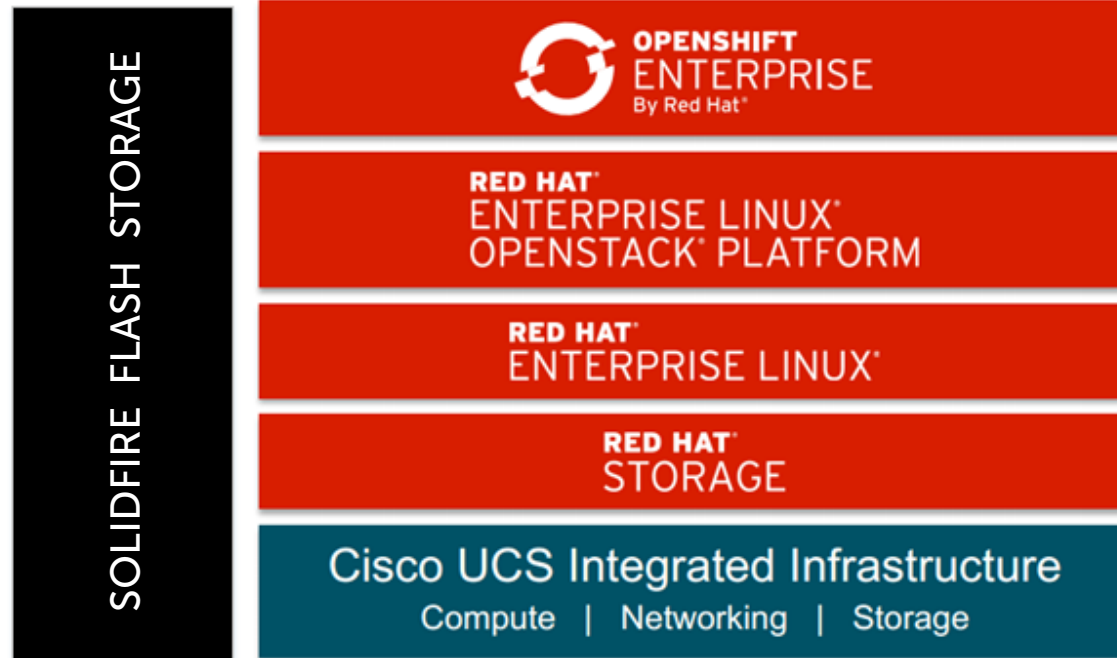 SOLIDFIRE FLASH STORAGE
OPENSHIFT
ENTERPRISE
By Red Hat®
RED HAT®
ENTERPRISE LINUX®
OPENSTACK® PLATFORM
RED HAT®
ENTERPRISE LINUX®
RED HAT®
STORAGE
Cisco UCS Integrated Infrastructure
Compute | Networking | Storage